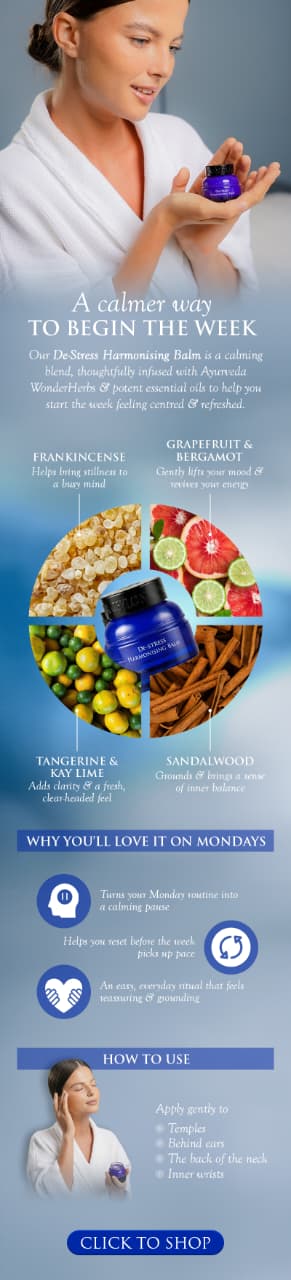 A calmer way
TO BEGIN THE WEEK
Our De-Stress Harmonising Balm is a calming
blend, thoughtfully infused with Ayurveda
WonderHerbs & potent essential oils to help you
start the week feeling centred & refreshed.
FRANKINCENSE
Helps bring stillness to
a busy mind
GRAPEFRUIT &
BERGAMOT
Gently lifts your mood &
revives your energy
DE-STRESS
HARMONISING BALM
TANGERINE &
KAY LIME
Adds clarity & a fresh,
clear-headed feel
SANDALWOOD
Grounds & brings a sense
of inner balance
WHY YOU'LL LOVE IT ON MONDAYS
Turns your Monday routine into
a calming pause
Helps you reset before the week
picks up pace
An easy, everyday ritual that feels
reassuring & grounding
HOW TO USE
Apply gently to
Temples
Behind ears
The back of the neck
Inner wrists
CLICK TO SHOP